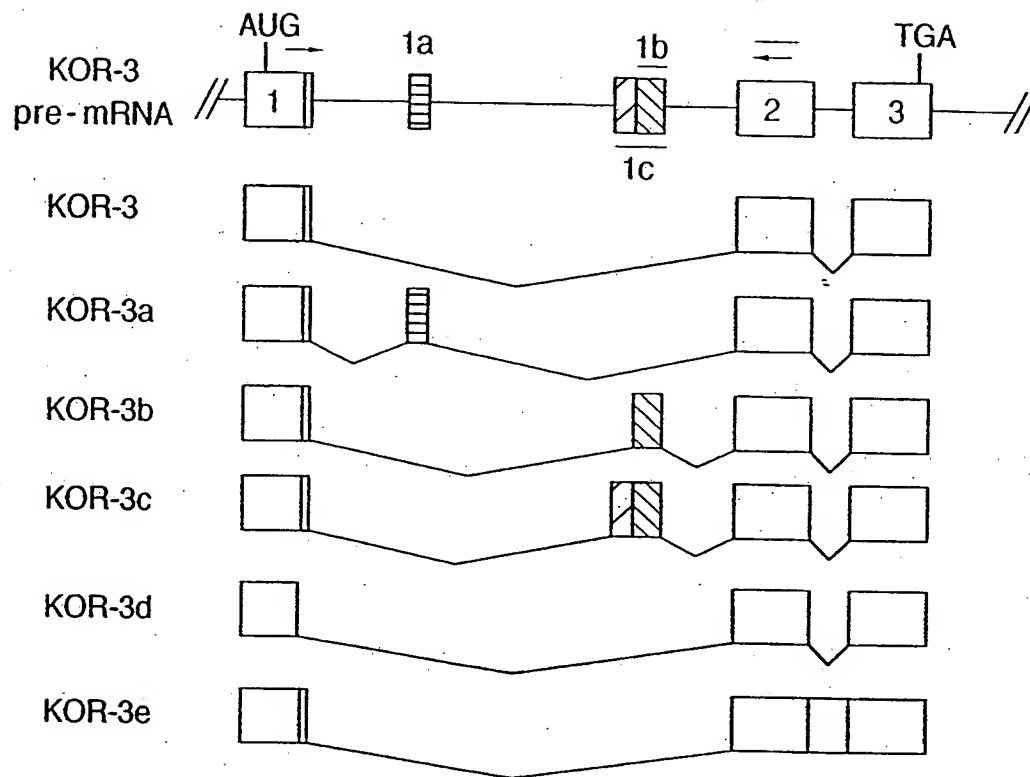 AUG
1a
1b
TGA
KOR-3
pre-mRNA
1
2
3
1c
KOR-3
KOR-3a
KOR-3b
KOR-3c
KOR-3d
KOR-3e